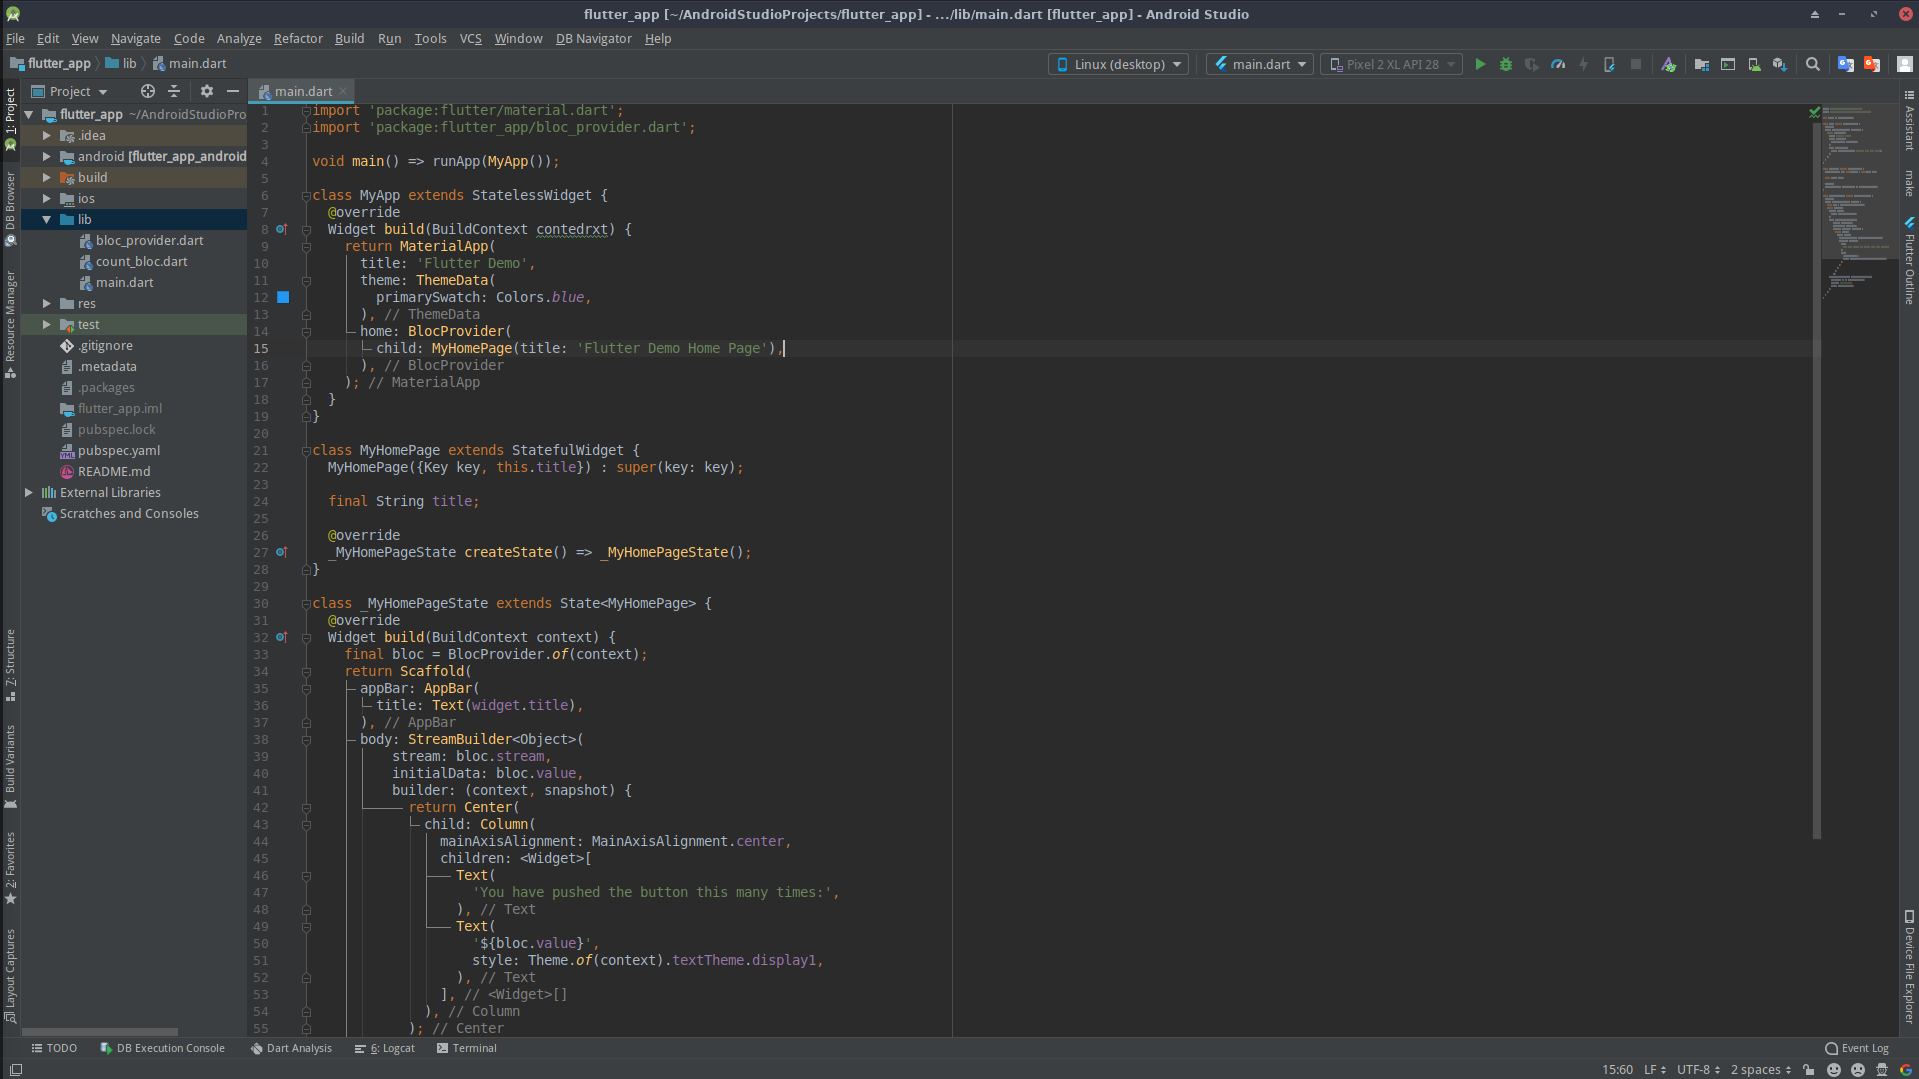 flutter_app [~/AndroidStudioProjects/flutter_app] - .../lib/main.dart [flutter_app] - Android Studio
File Edit View Navigate Code Analyze Refactor Build Run Tools VCS Window DB Navigator Help
flutter_app lib main.dart Linux (desktop) main.dart Pixel 2 XL API 28
Project main.dart
flutter_app ~/AndroidStudioPro
.idea
android [flutter_app_android
build
ios
lib
bloc_provider.dart
count_bloc.dart
main.dart
res
test
.gitignore
.metadata
.packages
flutter_app.iml
pubspec.lock
pubspec.yaml
README.md
External Libraries
Scratches and Consoles
1: Project
DB Browser
Resource Manager
7: Structure
Build Variants
2: Favorites
Layout Captures
1 import 'package:flutter/material.dart';
2 import 'package:flutter_app/bloc_provider.dart';
3
4 void main() => runApp(MyApp());
5
6 class MyApp extends StatelessWidget {
7 @override
8 Widget build(BuildContext contedrxt) {
9 return MaterialApp(
10 title: 'Flutter Demo',
11 theme: ThemeData(
12 primarySwatch: Colors.blue,
13 ), // ThemeData
14 home: BlocProvider(
15 child: MyHomePage(title: 'Flutter Demo Home Page'),
16 ), // BlocProvider
17 ); // MaterialApp
18 }
19 }
20
21 class MyHomePage extends StatefulWidget {
22 MyHomePage({Key key, this.title}) : super(key: key);
23
24 final String title;
25
26 @override
27 _MyHomePageState createState() => _MyHomePageState();
28 }
29
30 class _MyHomePageState extends State<MyHomePage> {
31 @override
32 Widget build(BuildContext context) {
33 final bloc = BlocProvider.of(context);
34 return Scaffold(
35 appBar: AppBar(
36 title: Text(widget.title),
37 ), // AppBar
38 body: StreamBuilder<Object>(
39 stream: bloc.stream,
40 initialData: bloc.value,
41 builder: (context, snapshot) {
42 return Center(
43 child: Column(
44 mainAxisAlignment: MainAxisAlignment.center,
45 children: <Widget>[
46 Text(
47 'You have pushed the button this many times:',
48 ), // Text
49 Text(
50 '${bloc.value}',
51 style: Theme.of(context).textTheme.display1,
52 ), // Text
53 ], // <Widget>[]
54 ), // Column
55 ); // Center
Assistant
make
Flutter Outline
Device File Explorer
TODO DB Execution Console Dart Analysis 6: Logcat Terminal Event Log
15:60 LF UTF-8 2 spaces